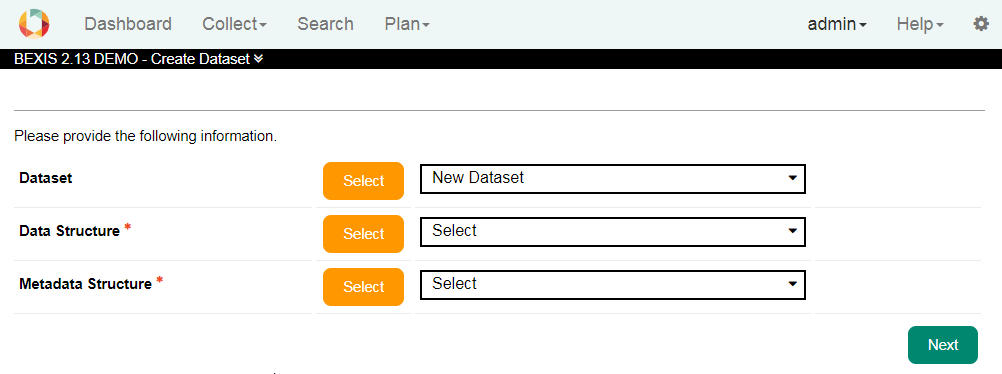 Dashboard Collect Search Plan admin Help
BEXIS 2.13 DEMO - Create Dataset
Please provide the following information.
Dataset Select New Dataset
Data Structure * Select Select
Metadada Structure * Select Select
Next